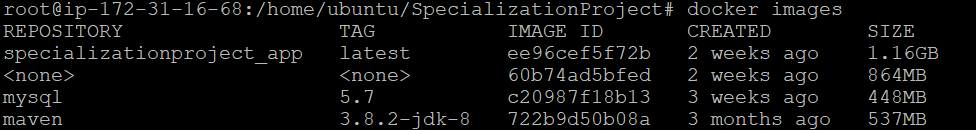 root@ip-172-31-16-68:/home/ubuntu/SpecializationProject# docker images
REPOSITORY TAG IMAGE ID CREATED SIZE
specializationproject_app latest ee96cef5f72b 2 weeks ago 1.16GB
<none> <none> 60b74ad5bfed 2 weeks ago 864MB
mysql 5.7 c20987f18b13 3 weeks ago 448MB
maven 3.8.2-jdk-8 722b9d50b08a 3 months ago 537MB